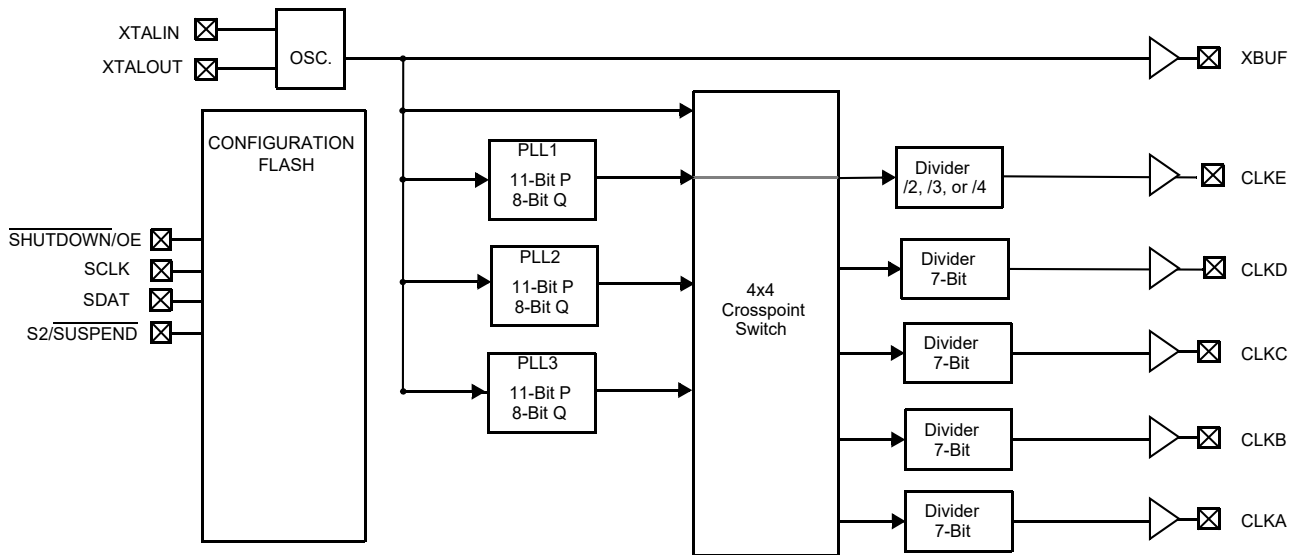 XTALIN
XTALOUT
OSC.
XBUF
CONFIGURATION
FLASH
SHUTDOWN/OE
SCLK
SDAT
S2/SUSPEND
PLL1
11-Bit P
8-Bit Q
PLL2
11-Bit P
8-Bit Q
PLL3
11-Bit P
8-Bit Q
4x4
Crosspoint
Switch
Divider
/2, /3, or /4
CLKE
Divider
7-Bit
CLKD
Divider
7-Bit
CLKC
Divider
7-Bit
CLKB
Divider
7-Bit
CLKA